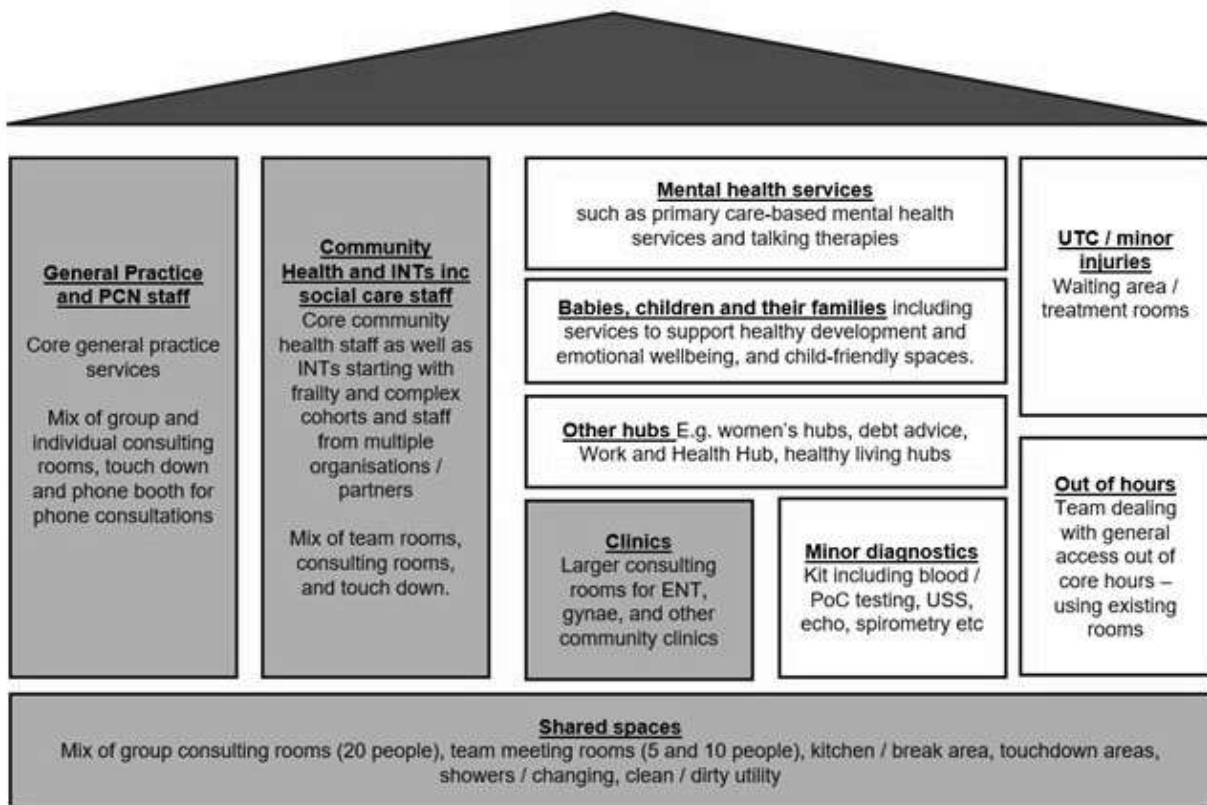 General Practice
and PCN staff
Core general practice
services
Mix of group and
individual consulting
rooms, touch down
and phone booth for
phone consultations
Community
Health and INTs inc
social care staff
Core community
health staff as well as
INTs starting with
frailty and complex
cohorts and staff
from multiple
organisations /
partners
Mix of team rooms,
consulting rooms,
and touch down.
Mental health services
such as primary care-based mental health
services and talking therapies
Babies, children and their families including
services to support healthy development and
emotional wellbeing, and child-friendly spaces.
Other hubs E.g. women's hubs, debt advice,
Work and Health Hub, healthy living hubs
Clinics
Larger consulting
rooms for ENT,
gynae, and other
community clinics
Minor diagnostics
Kit including blood /
PoC testing, USS,
echo, spirometry etc
UTC / minor
injuries
Waiting area /
treatment rooms
Out of hours
Team dealing
with general
access out of
core hours –
using existing
rooms
Shared spaces
Mix of group consulting rooms (20 people), team meeting rooms (5 and 10 people), kitchen / break area, touchdown areas,
showers / changing, clean / dirty utility